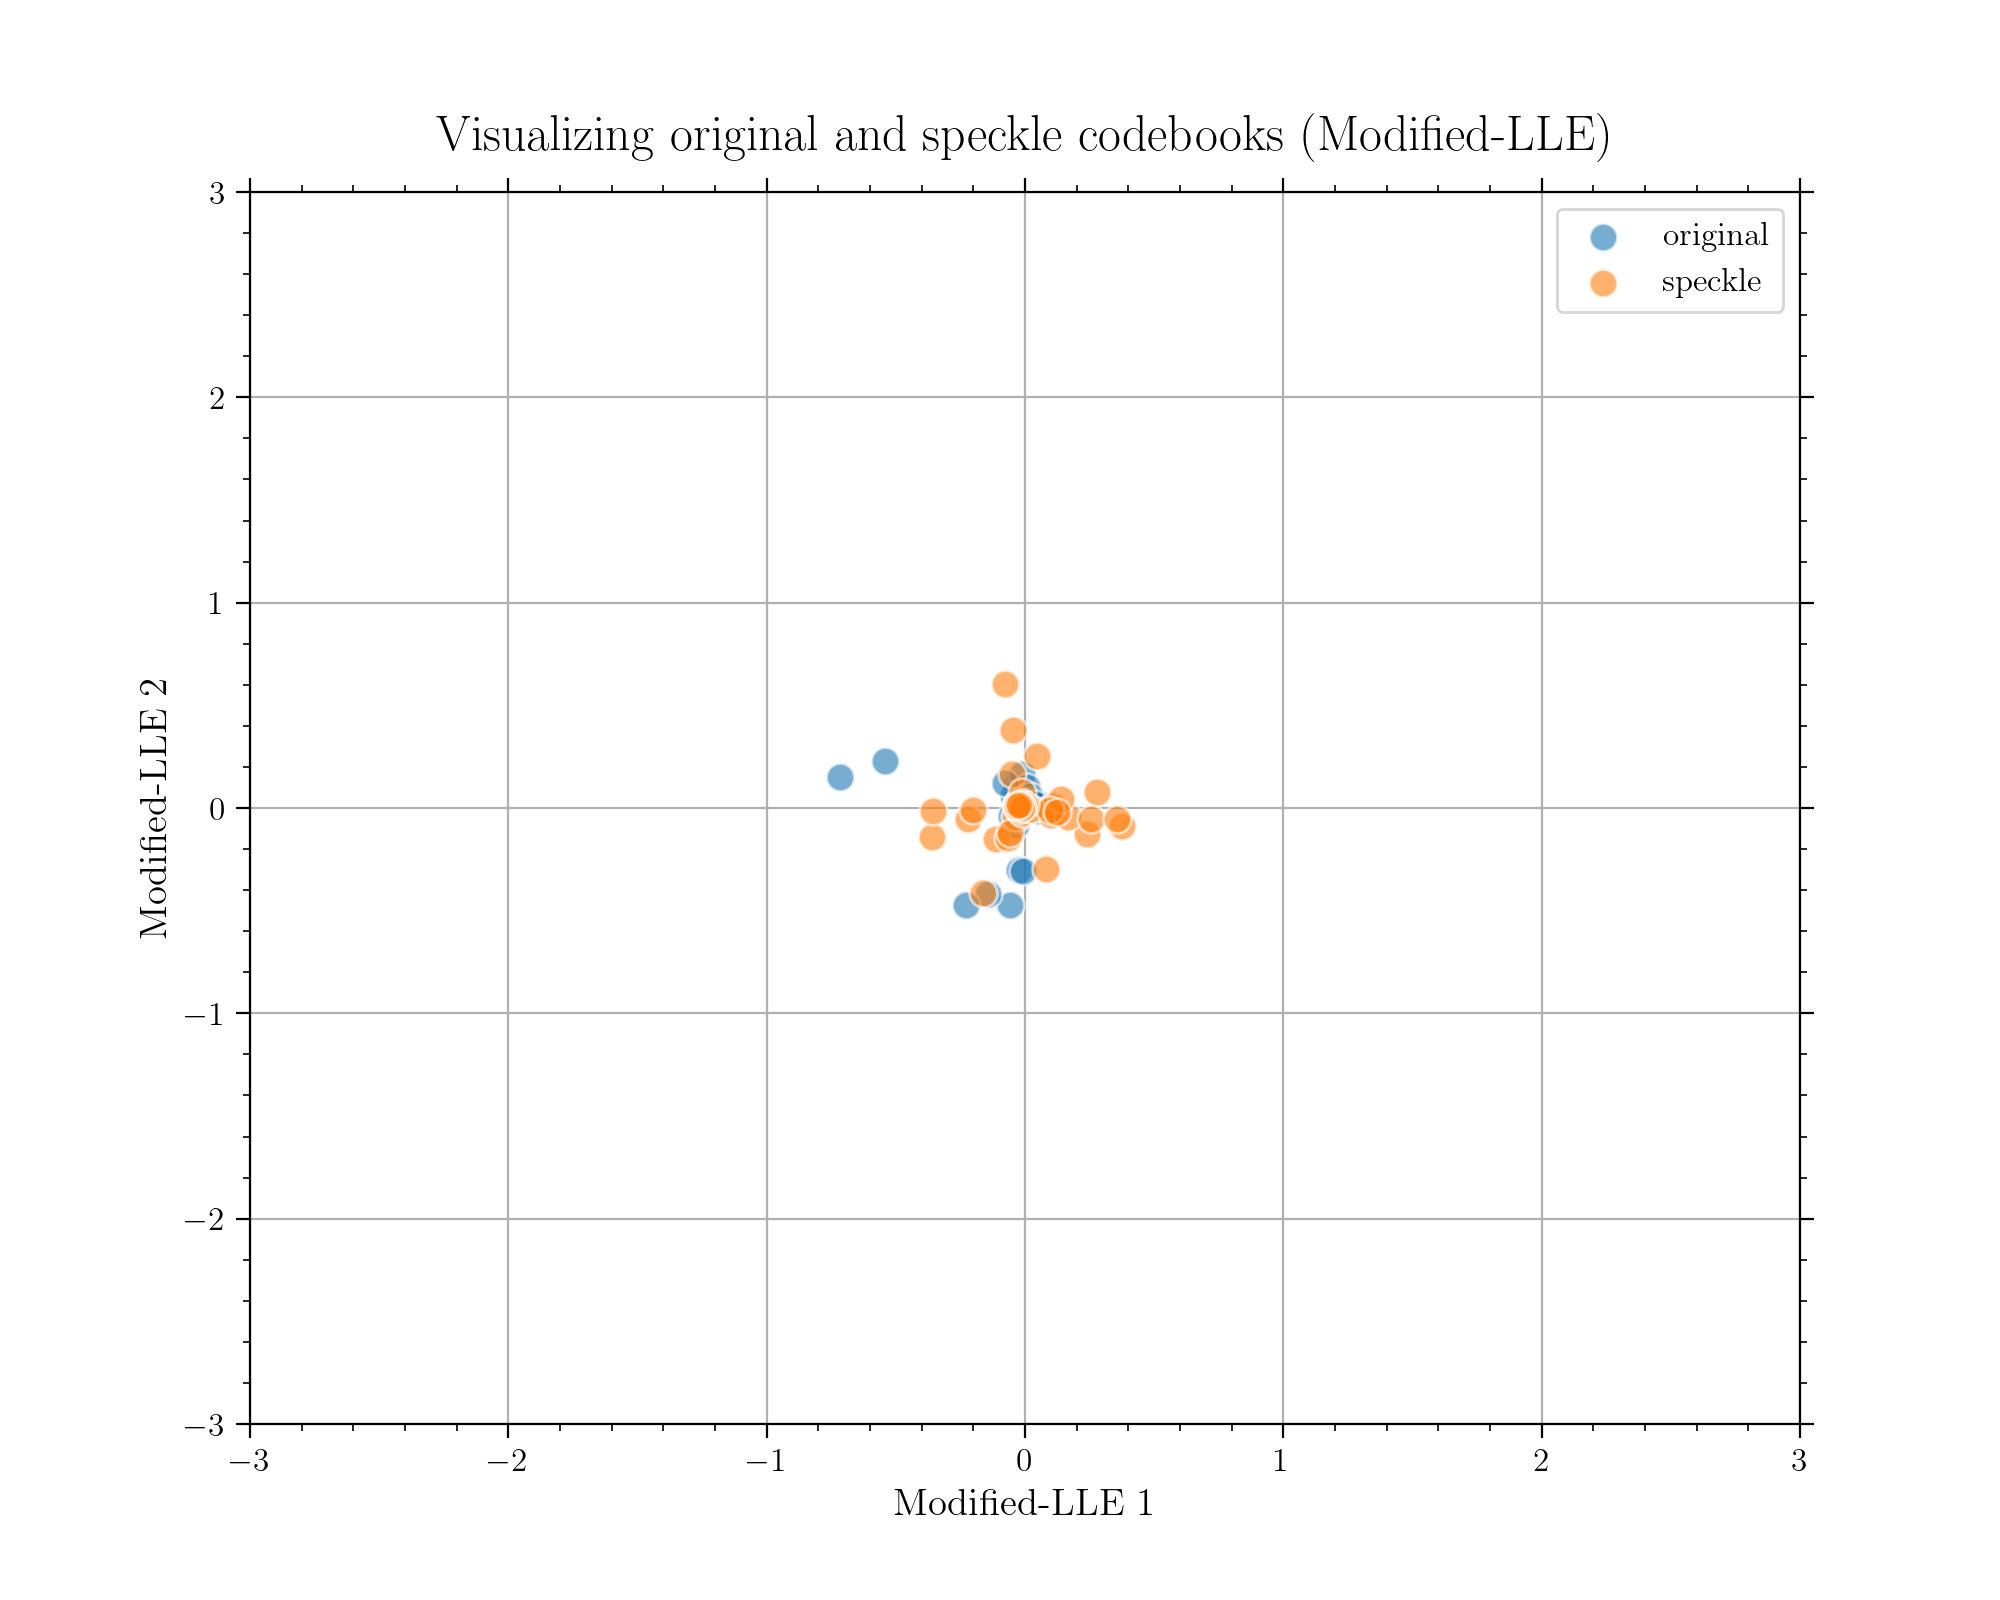 Visualizing original and speckle codebooks (Modified-LLE)
original
speckle
3
2
1
0
−1
−2
−3
Modified-LLE 2
−3
−2
−1
0
1
2
3
Modified-LLE 1